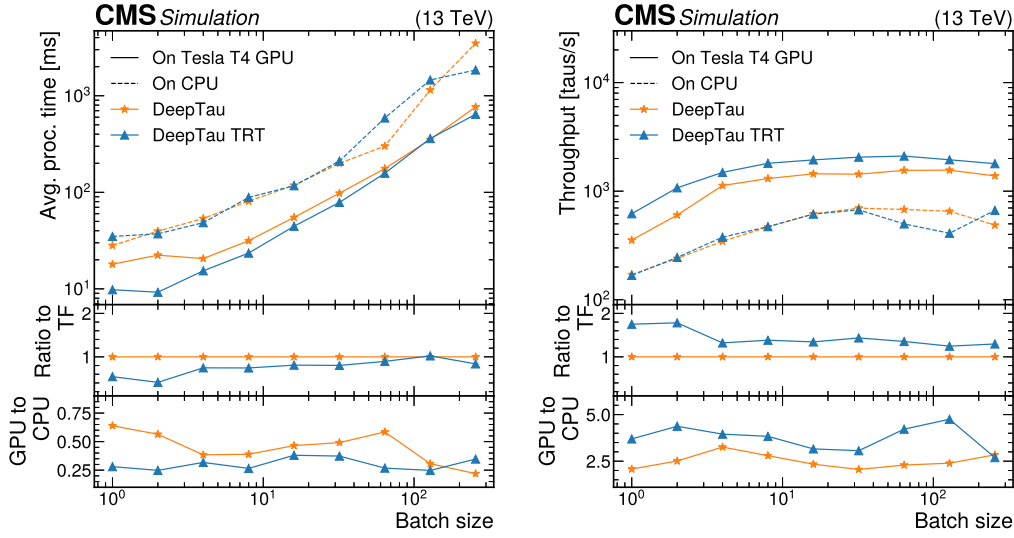 CMS Simulation (13 TeV)
Avg. proc. time [ms]
On Tesla T4 GPU
On CPU
DeepTau
DeepTau TRT
10³
10²
10¹
Ratio to
TF
2
1
GPU to
CPU
0.75
0.50
0.25
10⁰ 10¹ 10²
Batch size
CMS Simulation (13 TeV)
Throughput [taus/s]
On Tesla T4 GPU
On CPU
DeepTau
DeepTau TRT
10⁴
10³
10²
Ratio to
TF
2
1
GPU to
CPU
5.0
2.5
10⁰ 10¹ 10²
Batch size